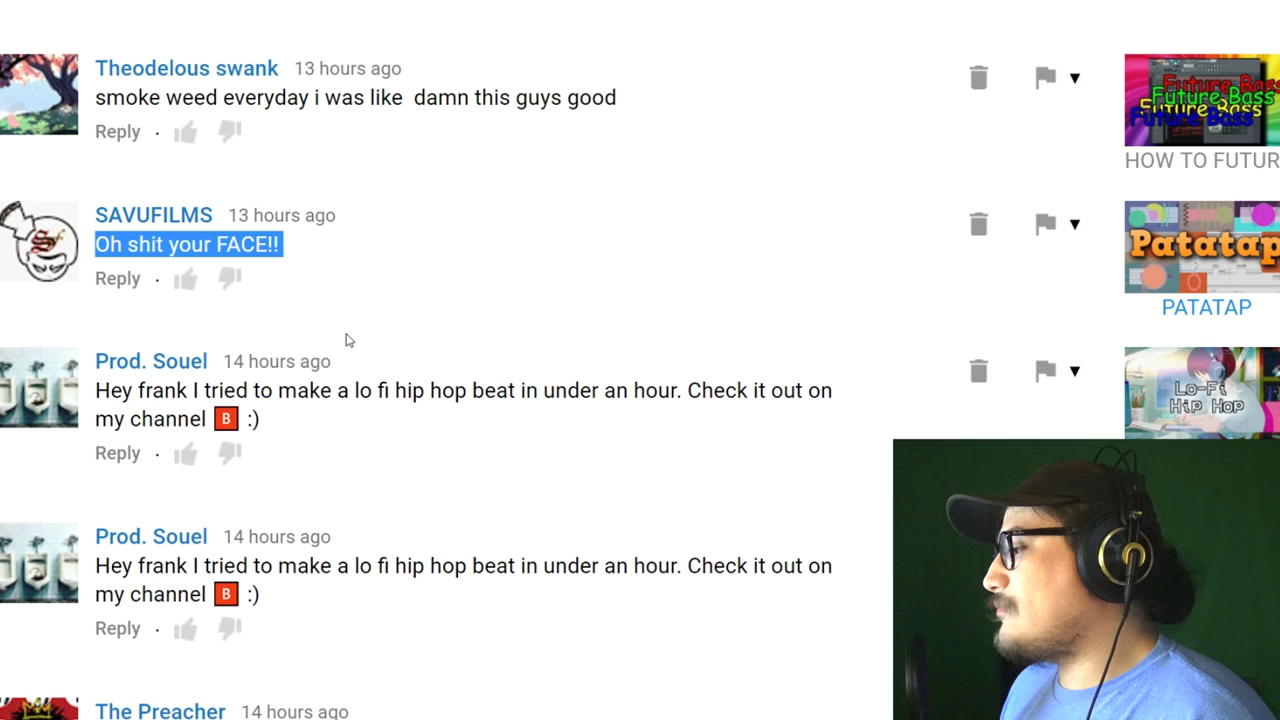 Theodelous swank 13 hours ago
smoke weed everyday i was like  damn this guys good
Reply ·
Future Bass
Future Bass
Future Bass
Future Bass
HOW TO FUTUR
SAVUFILMS 13 hours ago
Oh shit your FACE!!
Reply ·
Patatap
PATATAP
Prod. Souel 14 hours ago
Hey frank I tried to make a lo fi hip hop beat in under an hour. Check it out on
my channel B :)
Reply ·
Lo-Fi
Hip Hop
Prod. Souel 14 hours ago
Hey frank I tried to make a lo fi hip hop beat in under an hour. Check it out on
my channel B :)
Reply ·
The Preacher 14 hours ago